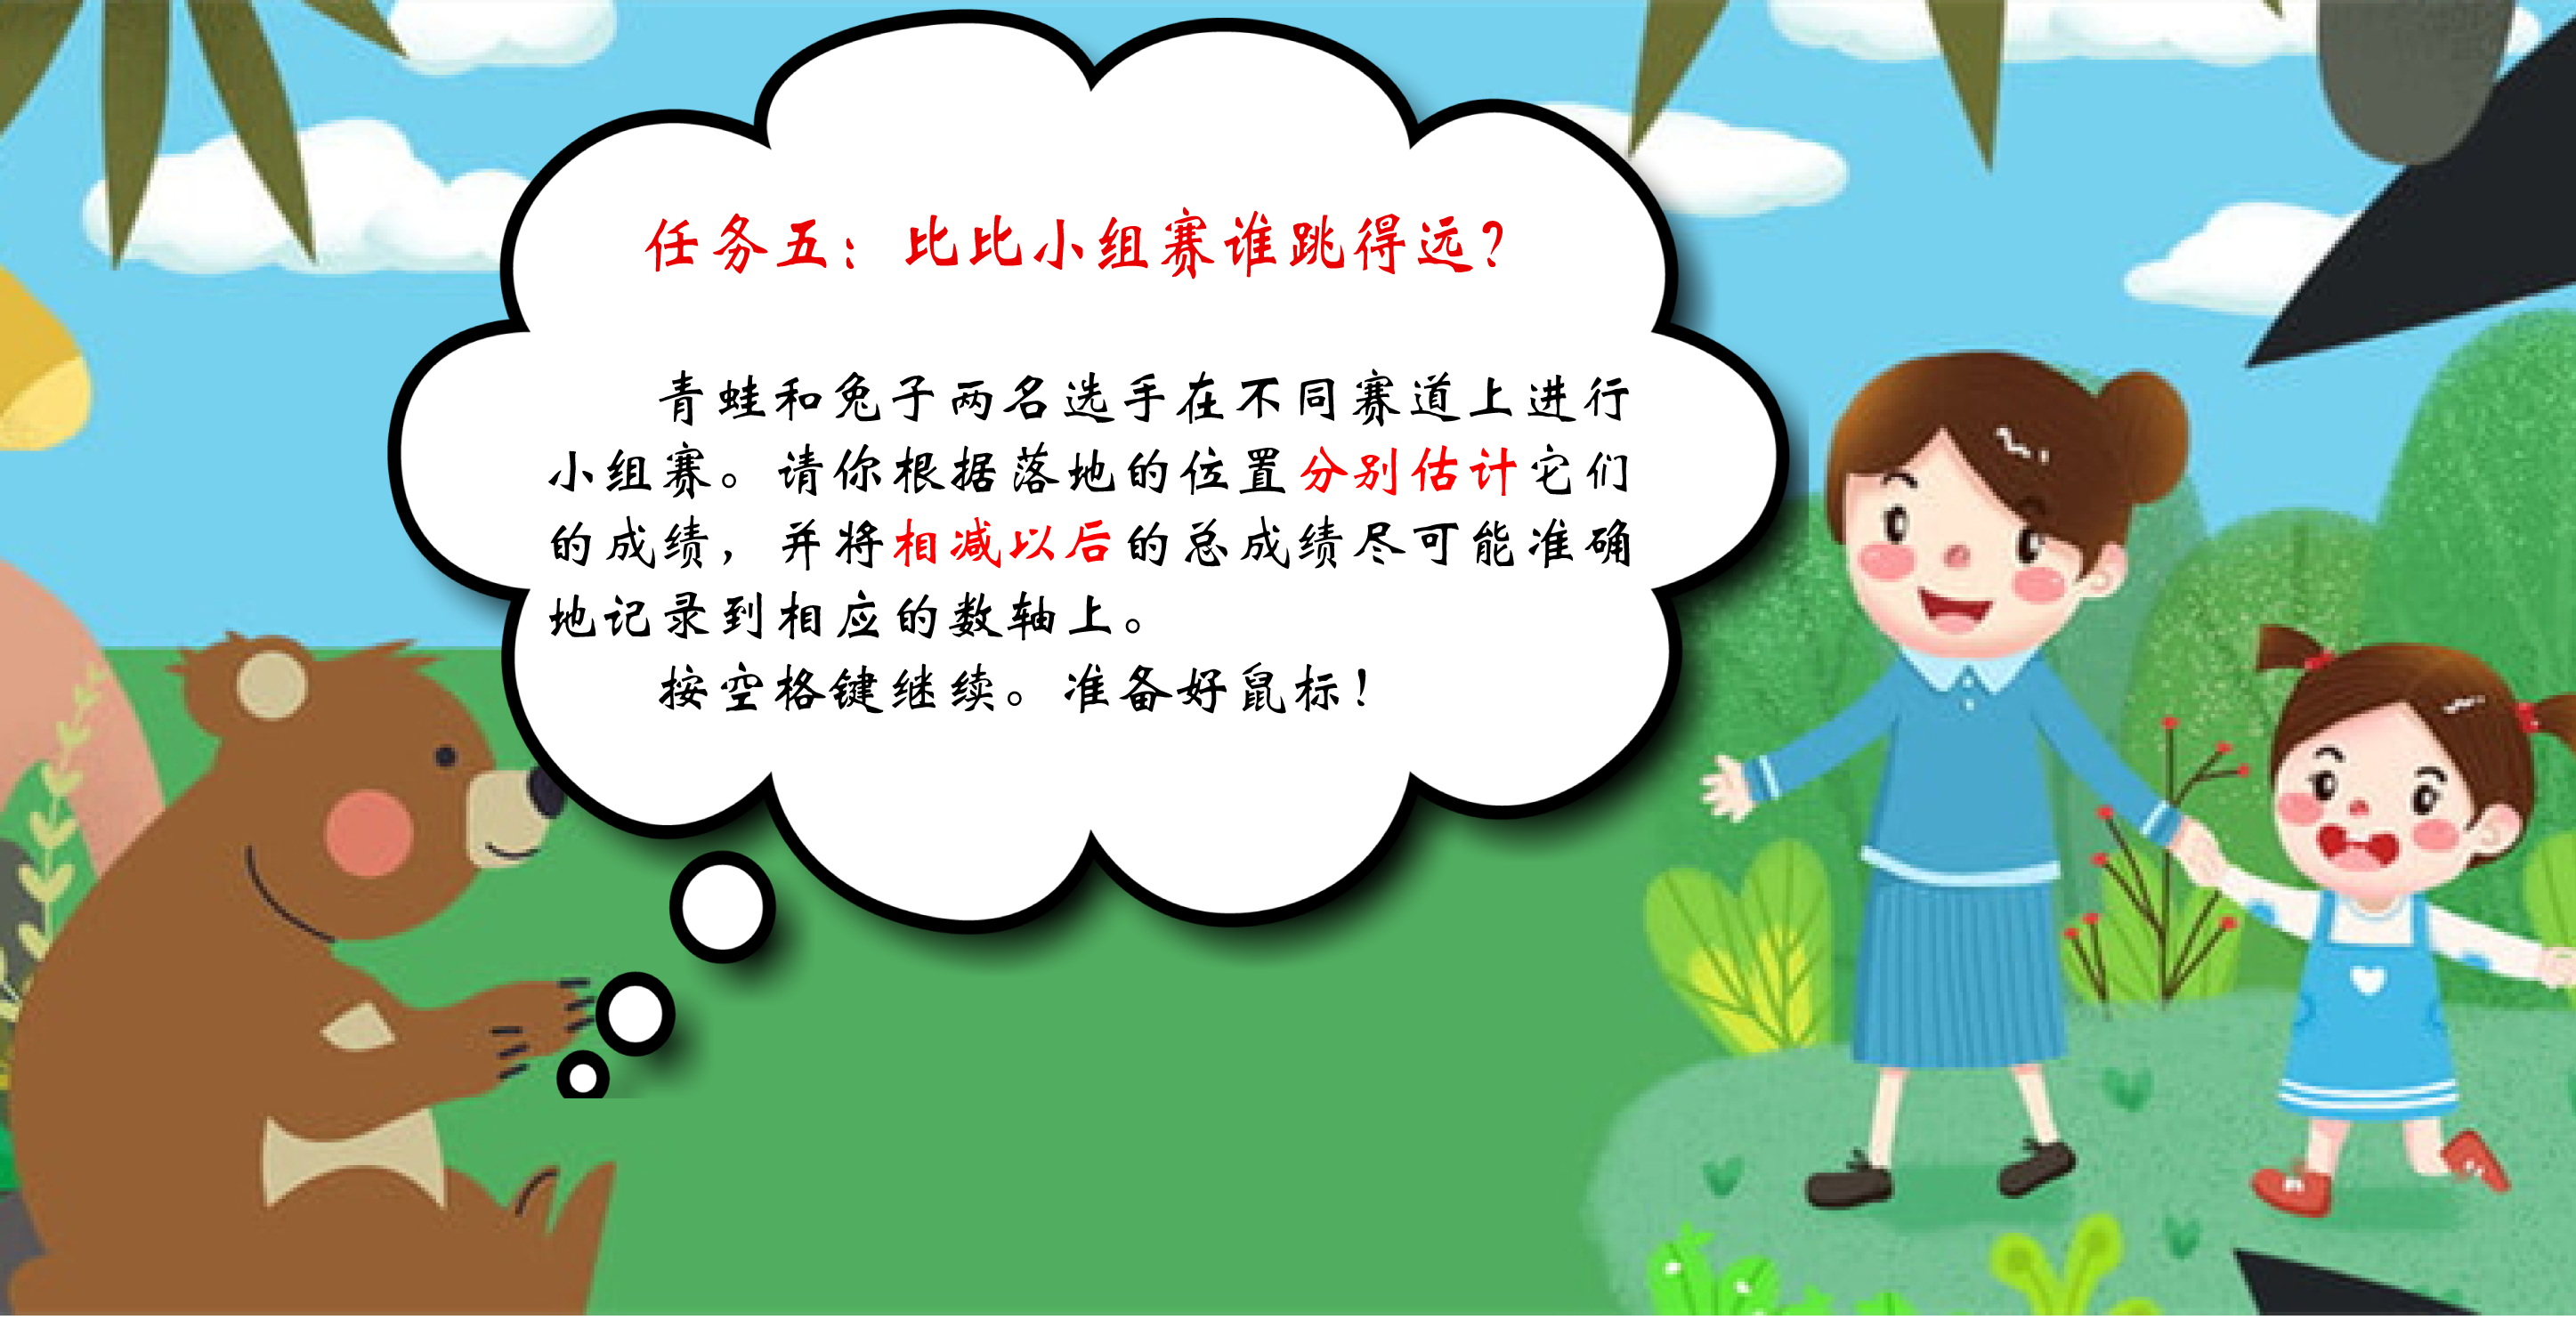 任务五：比比小组赛谁跳得远？
青蛙和兔子两名选手在不同赛道上进行
小组赛。请你根据落地的位置分别估计它们
的成绩，并将相减以后的总成绩尽可能准确
地记录到相应的数轴上。
按空格键继续。准备好鼠标！